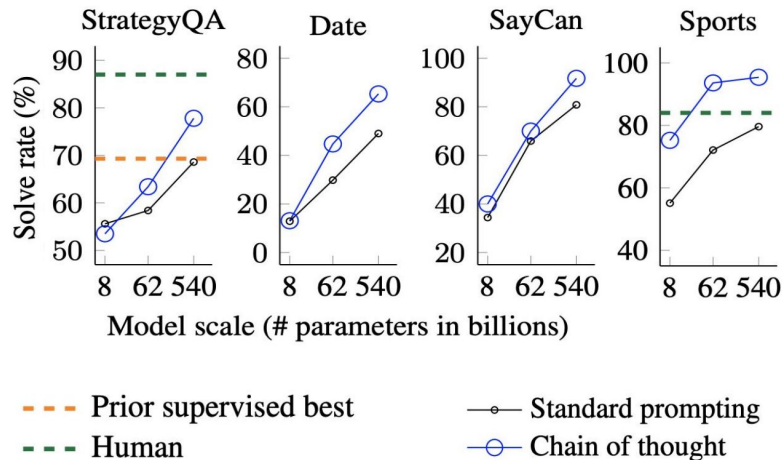 StrategyQA Date SayCan Sports
Solve rate (%)
90
80
70
60
50
8 62 540
80
60
40
20
0
8 62 540
100
80
60
40
20
8 62 540
100
80
60
40
8 62 540
Model scale (# parameters in billions)
Prior supervised best
Human
Standard prompting
Chain of thought